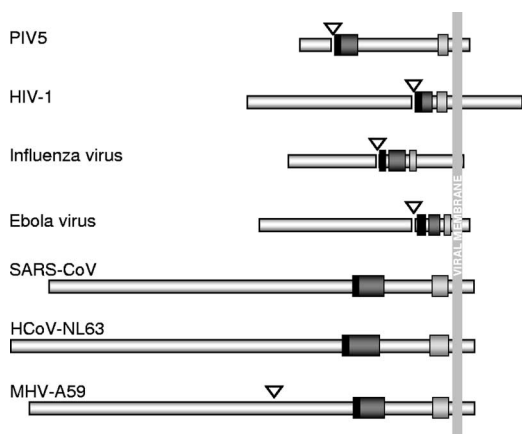 PIV5
HIV-1
Influenza virus
Ebola virus
SARS-CoV
HCoV-NL63
MHV-A59
VIRAL MEMBRANE